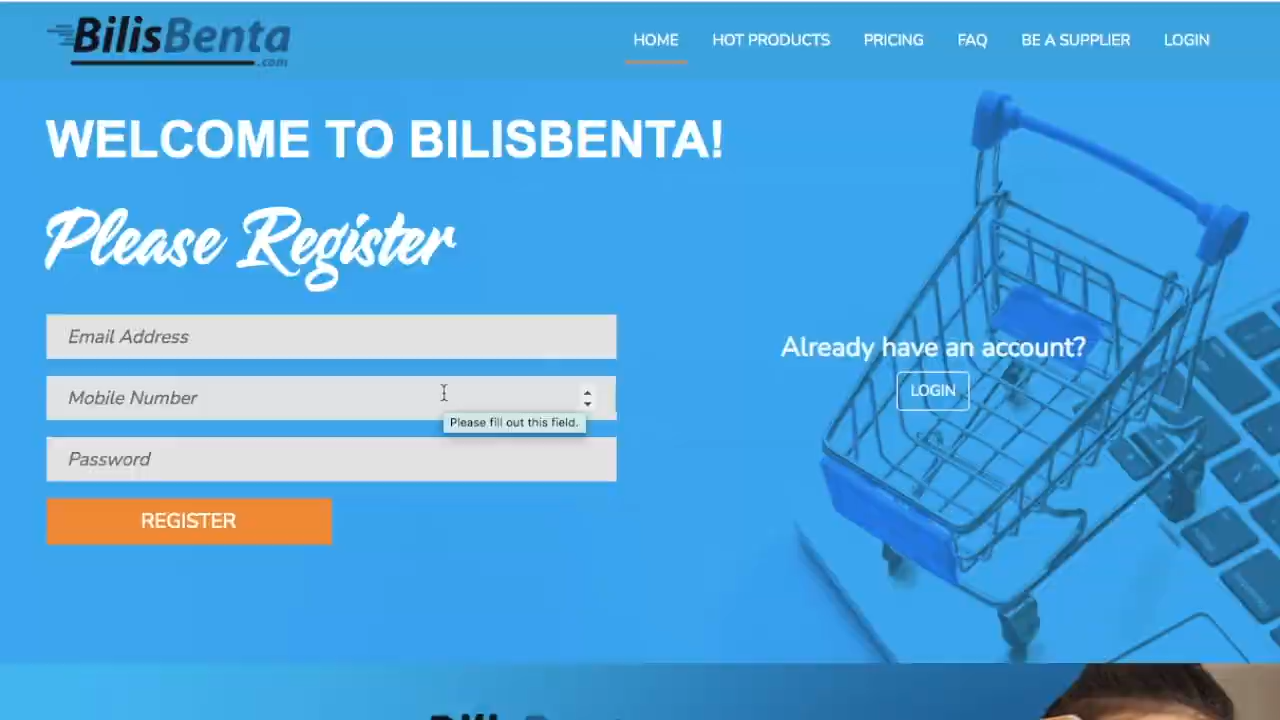 BilisBenta
.com
HOME
HOT PRODUCTS
PRICING
FAQ
BE A SUPPLIER
LOGIN
WELCOME TO BILISBENTA!
Please Register
Email Address
Mobile Number
Please fill out this field.
Password
REGISTER
Already have an account?
LOGIN